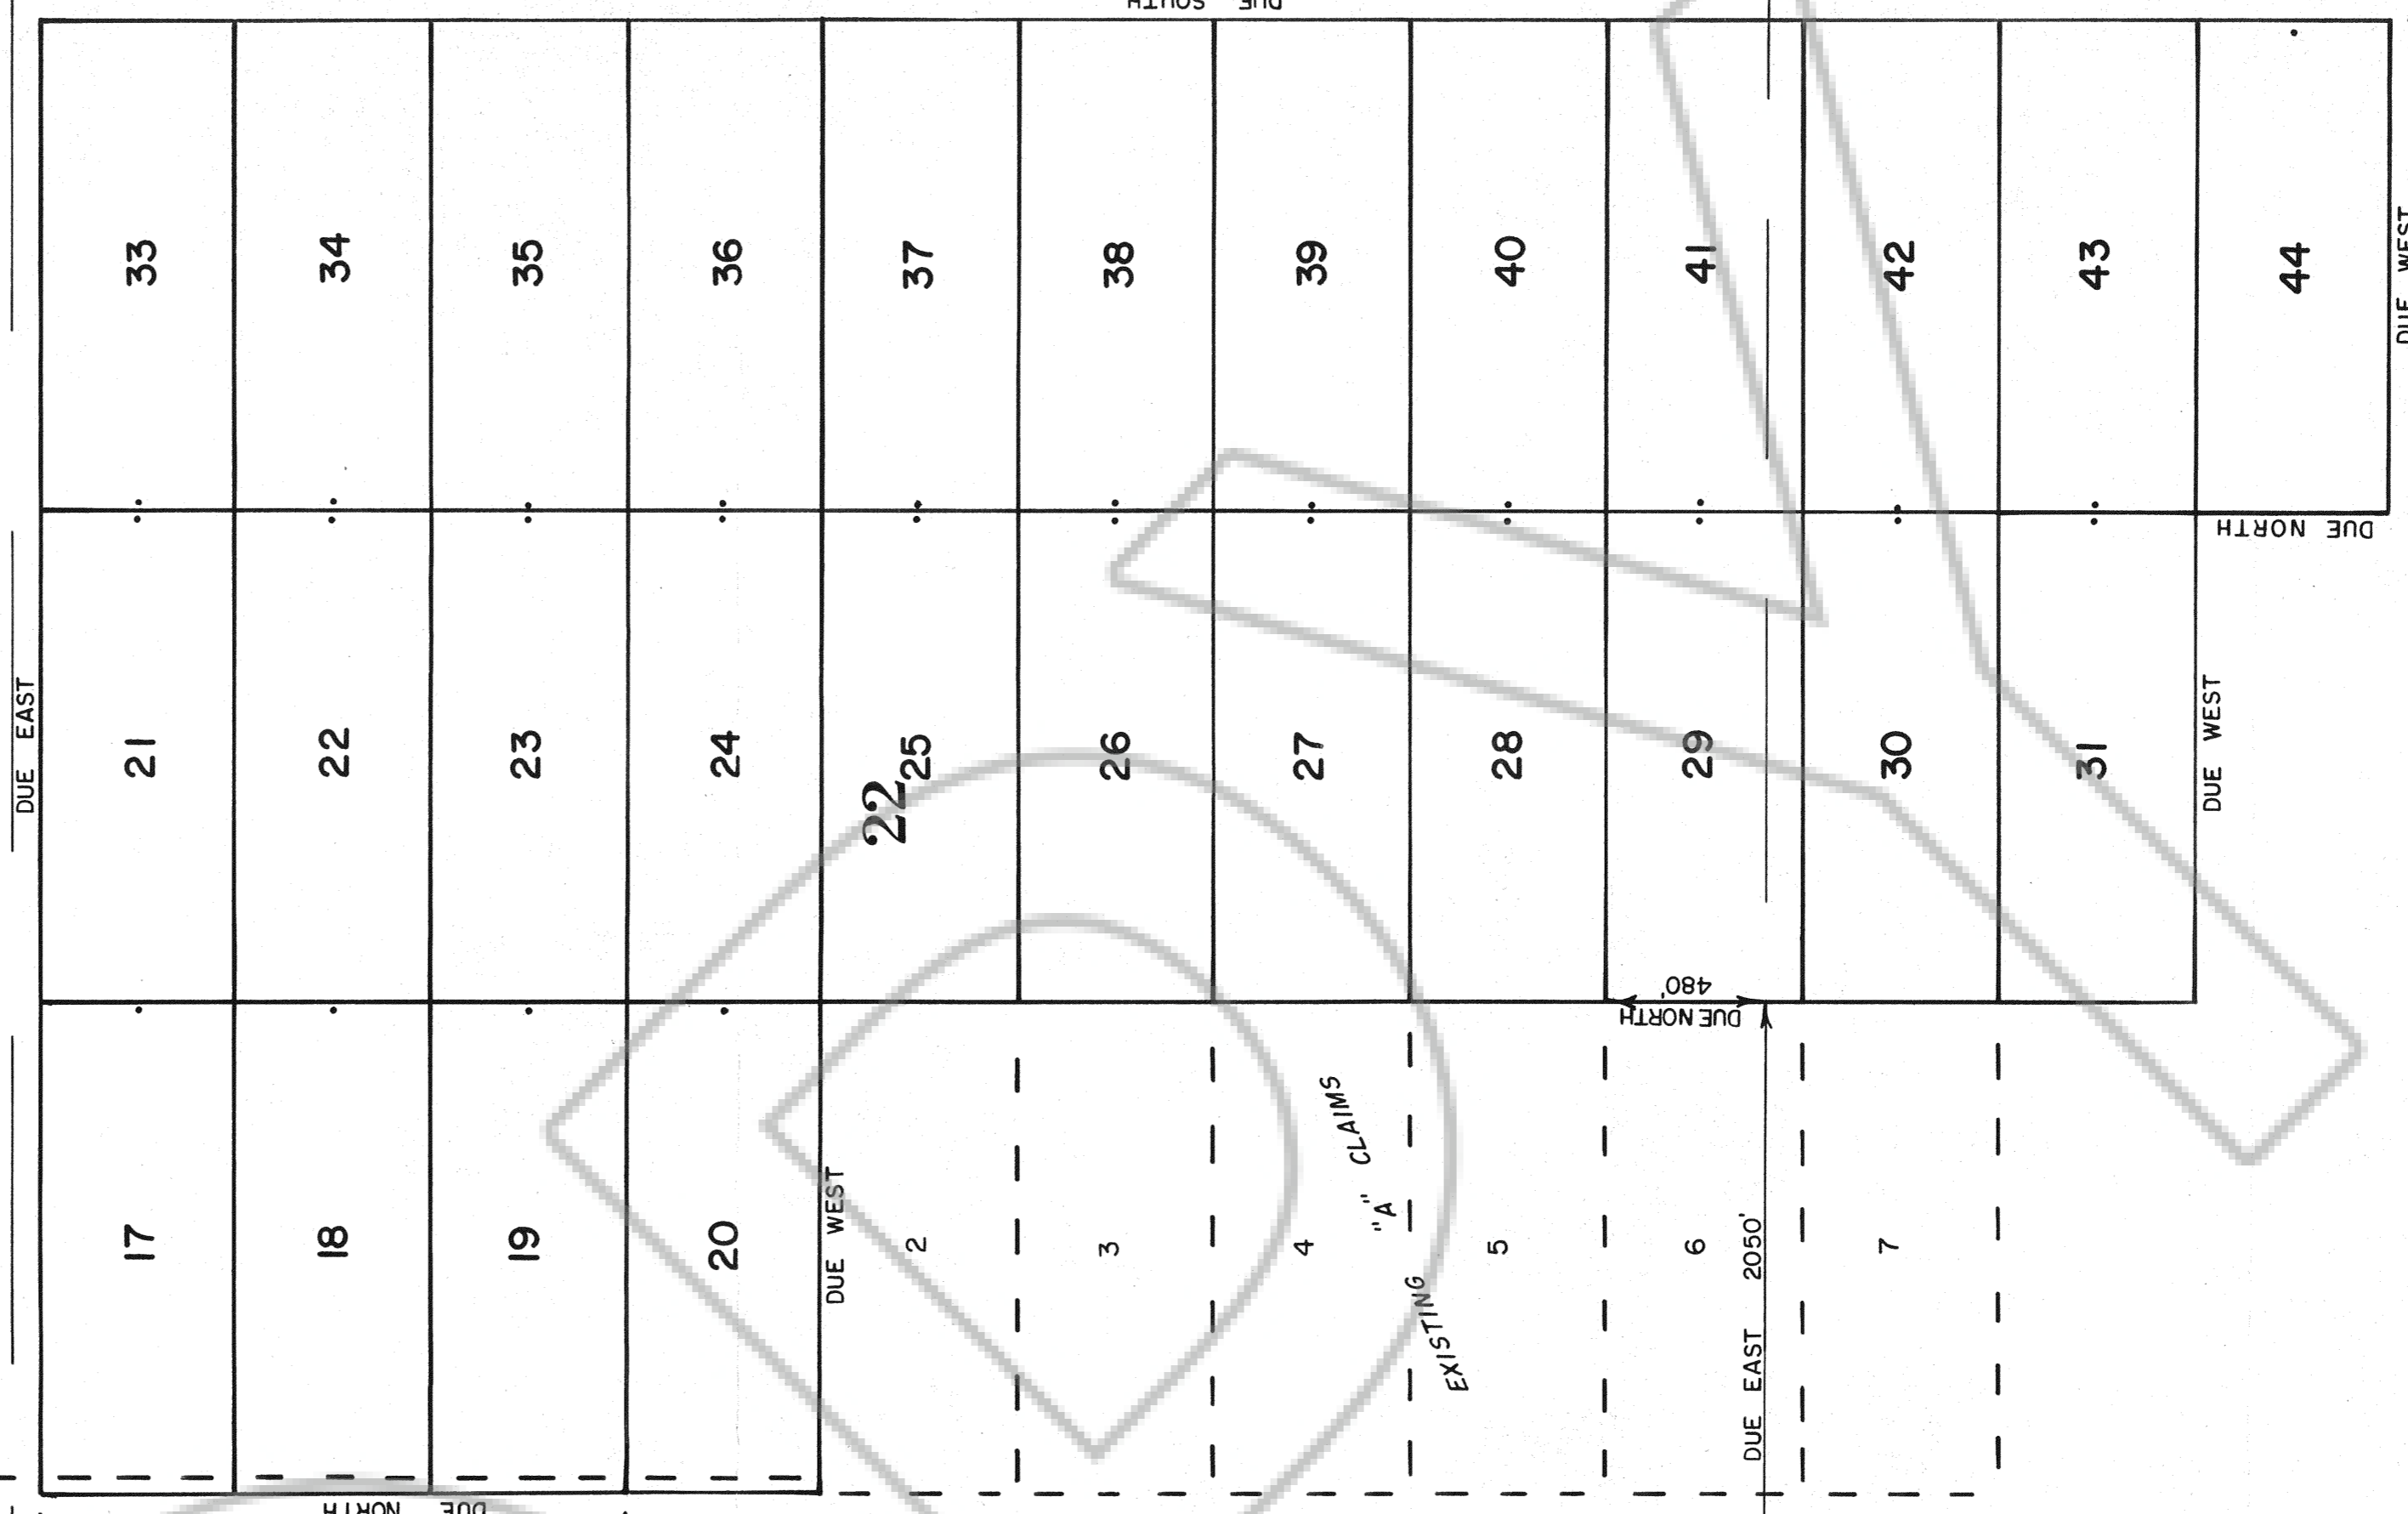 DUE SOUTH
33 34 35 36 37 38 39 40 41 42 43 44
DUE WEST
DUE NORTH
DUE EAST
21 22 23 24 25 26 27 28 29 30 31
22
DUE WEST
480'
DUE NORTH
17 18 19 20
DUE WEST
2 3 4 5 6 7
EXISTING "A" CLAIMS
DUE EAST 2050'
DUE NORTH